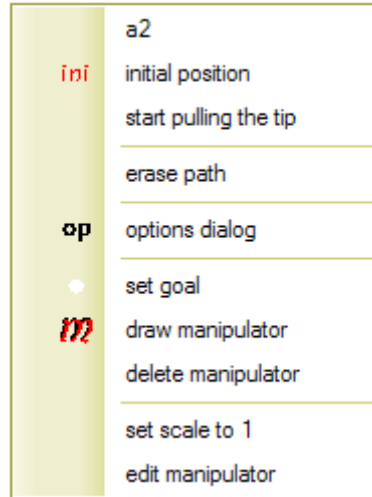 a2
ini initial position
start pulling the tip
erase path
op options dialog
set goal
m draw manipulator
delete manipulator
set scale to 1
edit manipulator